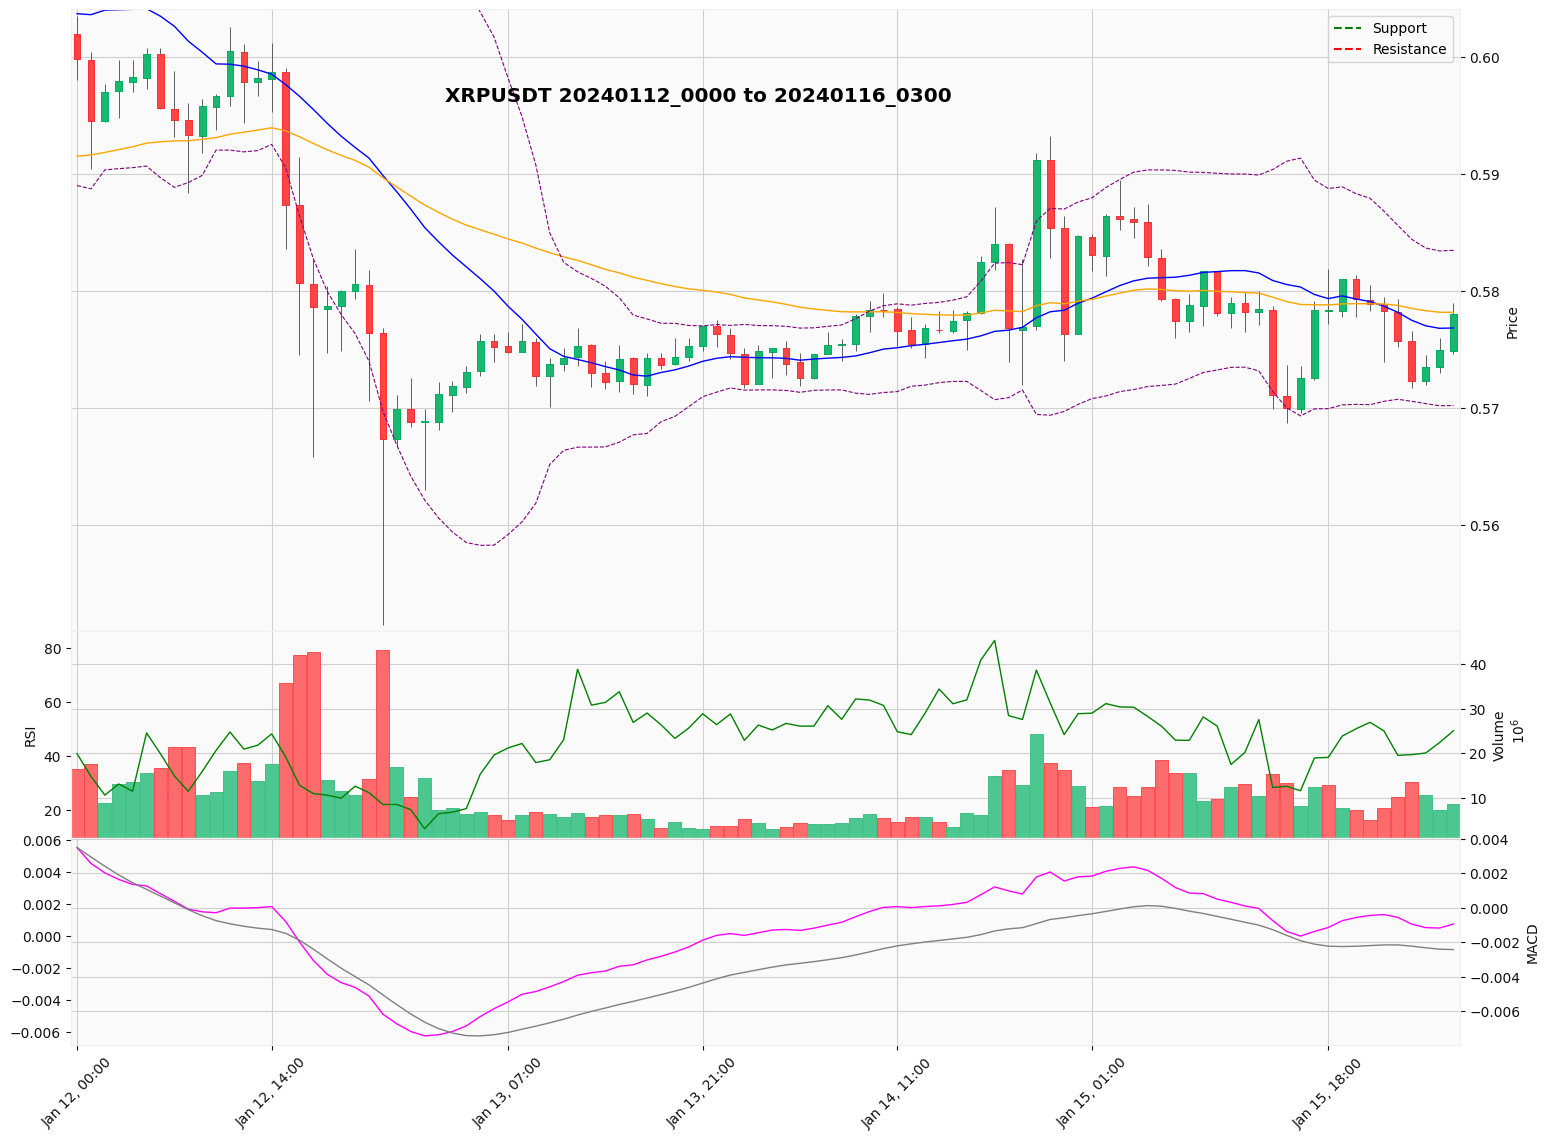 Support
Resistance
XRPUSDT 20240112_0000 to 20240116_0300
0.60
0.59
0.58
0.57
0.56
Price
80
60
40
20
RSI
40
30
20
10
Volume
10⁶
0.006
0.004
0.002
0.000
−0.002
−0.004
−0.006
0.004
0.002
0.000
−0.002
−0.004
−0.006
MACD
Jan 12, 00:00
Jan 12, 14:00
Jan 13, 07:00
Jan 13, 21:00
Jan 14, 11:00
Jan 15, 01:00
Jan 15, 18:00